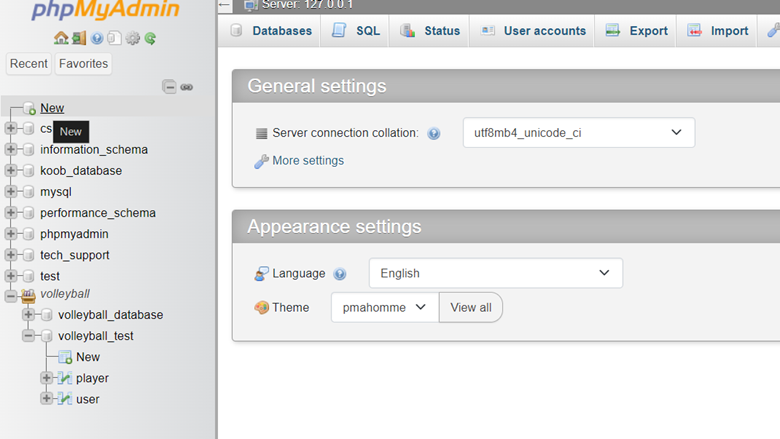 phpMyAdmin
Recent Favorites
New
cs
New
information_schema
koob_database
mysql
performance_schema
phpmyadmin
tech_support
test
volleyball
volleyball_database
volleyball_test
New
player
user
Server: 127.0.0.1
Databases SQL Status User accounts Export Import
General settings
Server connection collation: utf8mb4_unicode_ci
More settings
Appearance settings
Language English
Theme pmahomme View all